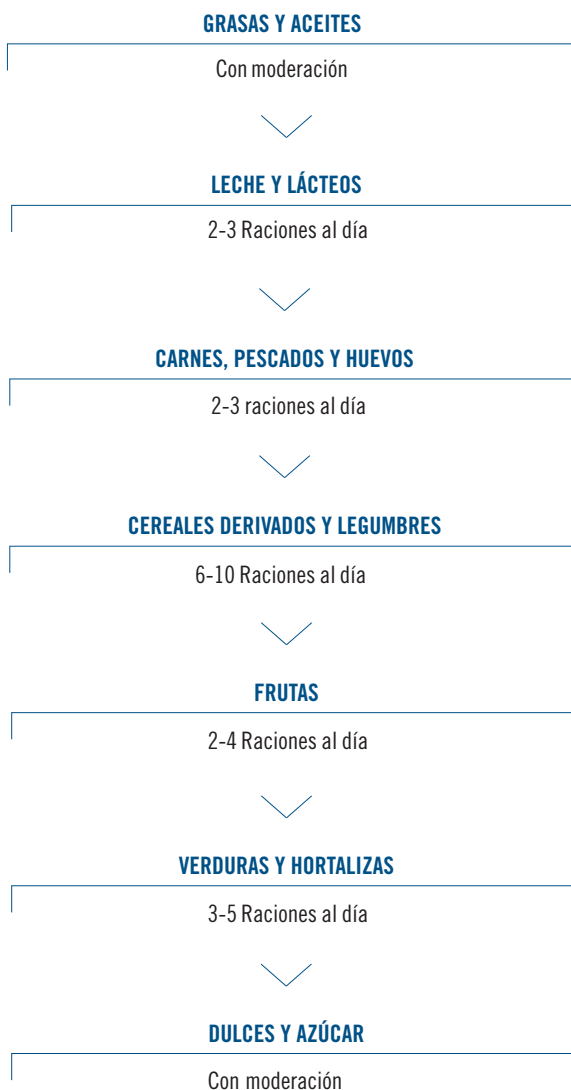 GRASAS Y ACEITES
Con moderación
LECHE Y LÁCTEOS
2-3 Raciones al día
CARNES, PESCADOS Y HUEVOS
2-3 raciones al día
CEREALES DERIVADOS Y LEGUMBRES
6-10 Raciones al día
FRUTAS
2-4 Raciones al día
VERDURAS Y HORTALIZAS
3-5 Raciones al día
DULCES Y AZÚCAR
Con moderación